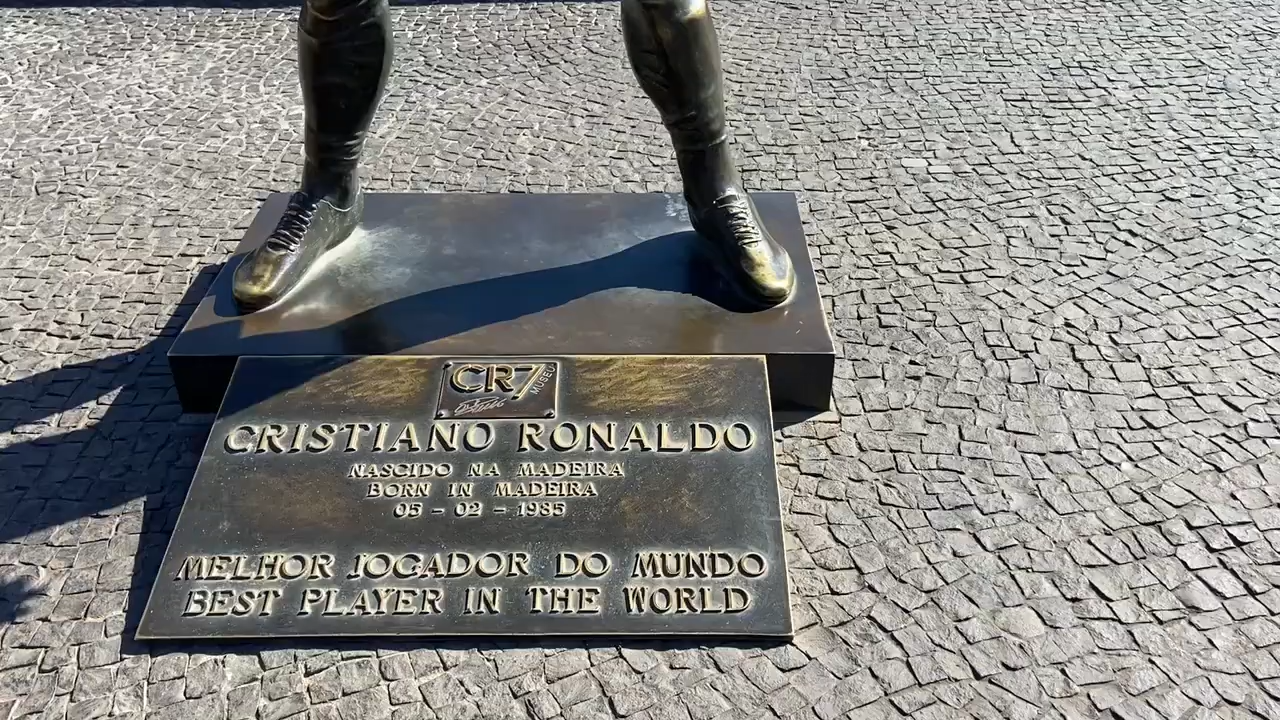 CR7 MUSEU
CRISTIANO RONALDO
NASCIDO NA MADEIRA
BORN IN MADEIRA
05 - 02 - 1985
MELHOR JOGADOR DO MUNDO
BEST PLAYER IN THE WORLD